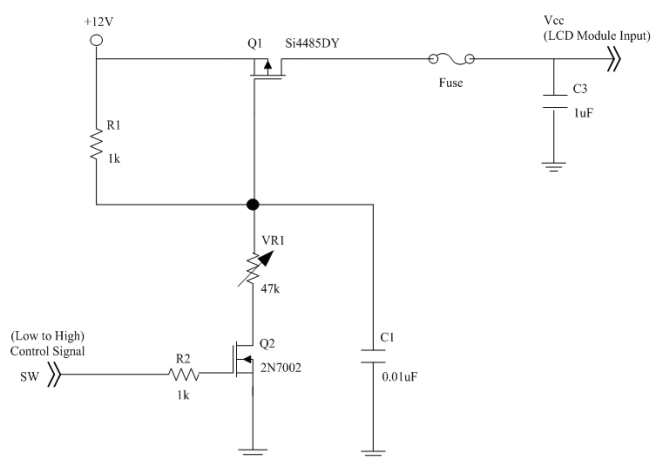 +12V
Q1
Si4485DY
Vcc
(LCD Module Input)
Fuse
C3
1uF
R1
1k
VR1
47k
(Low to High)
Control Signal
SW
R2
1k
Q2
2N7002
C1
0.01uF